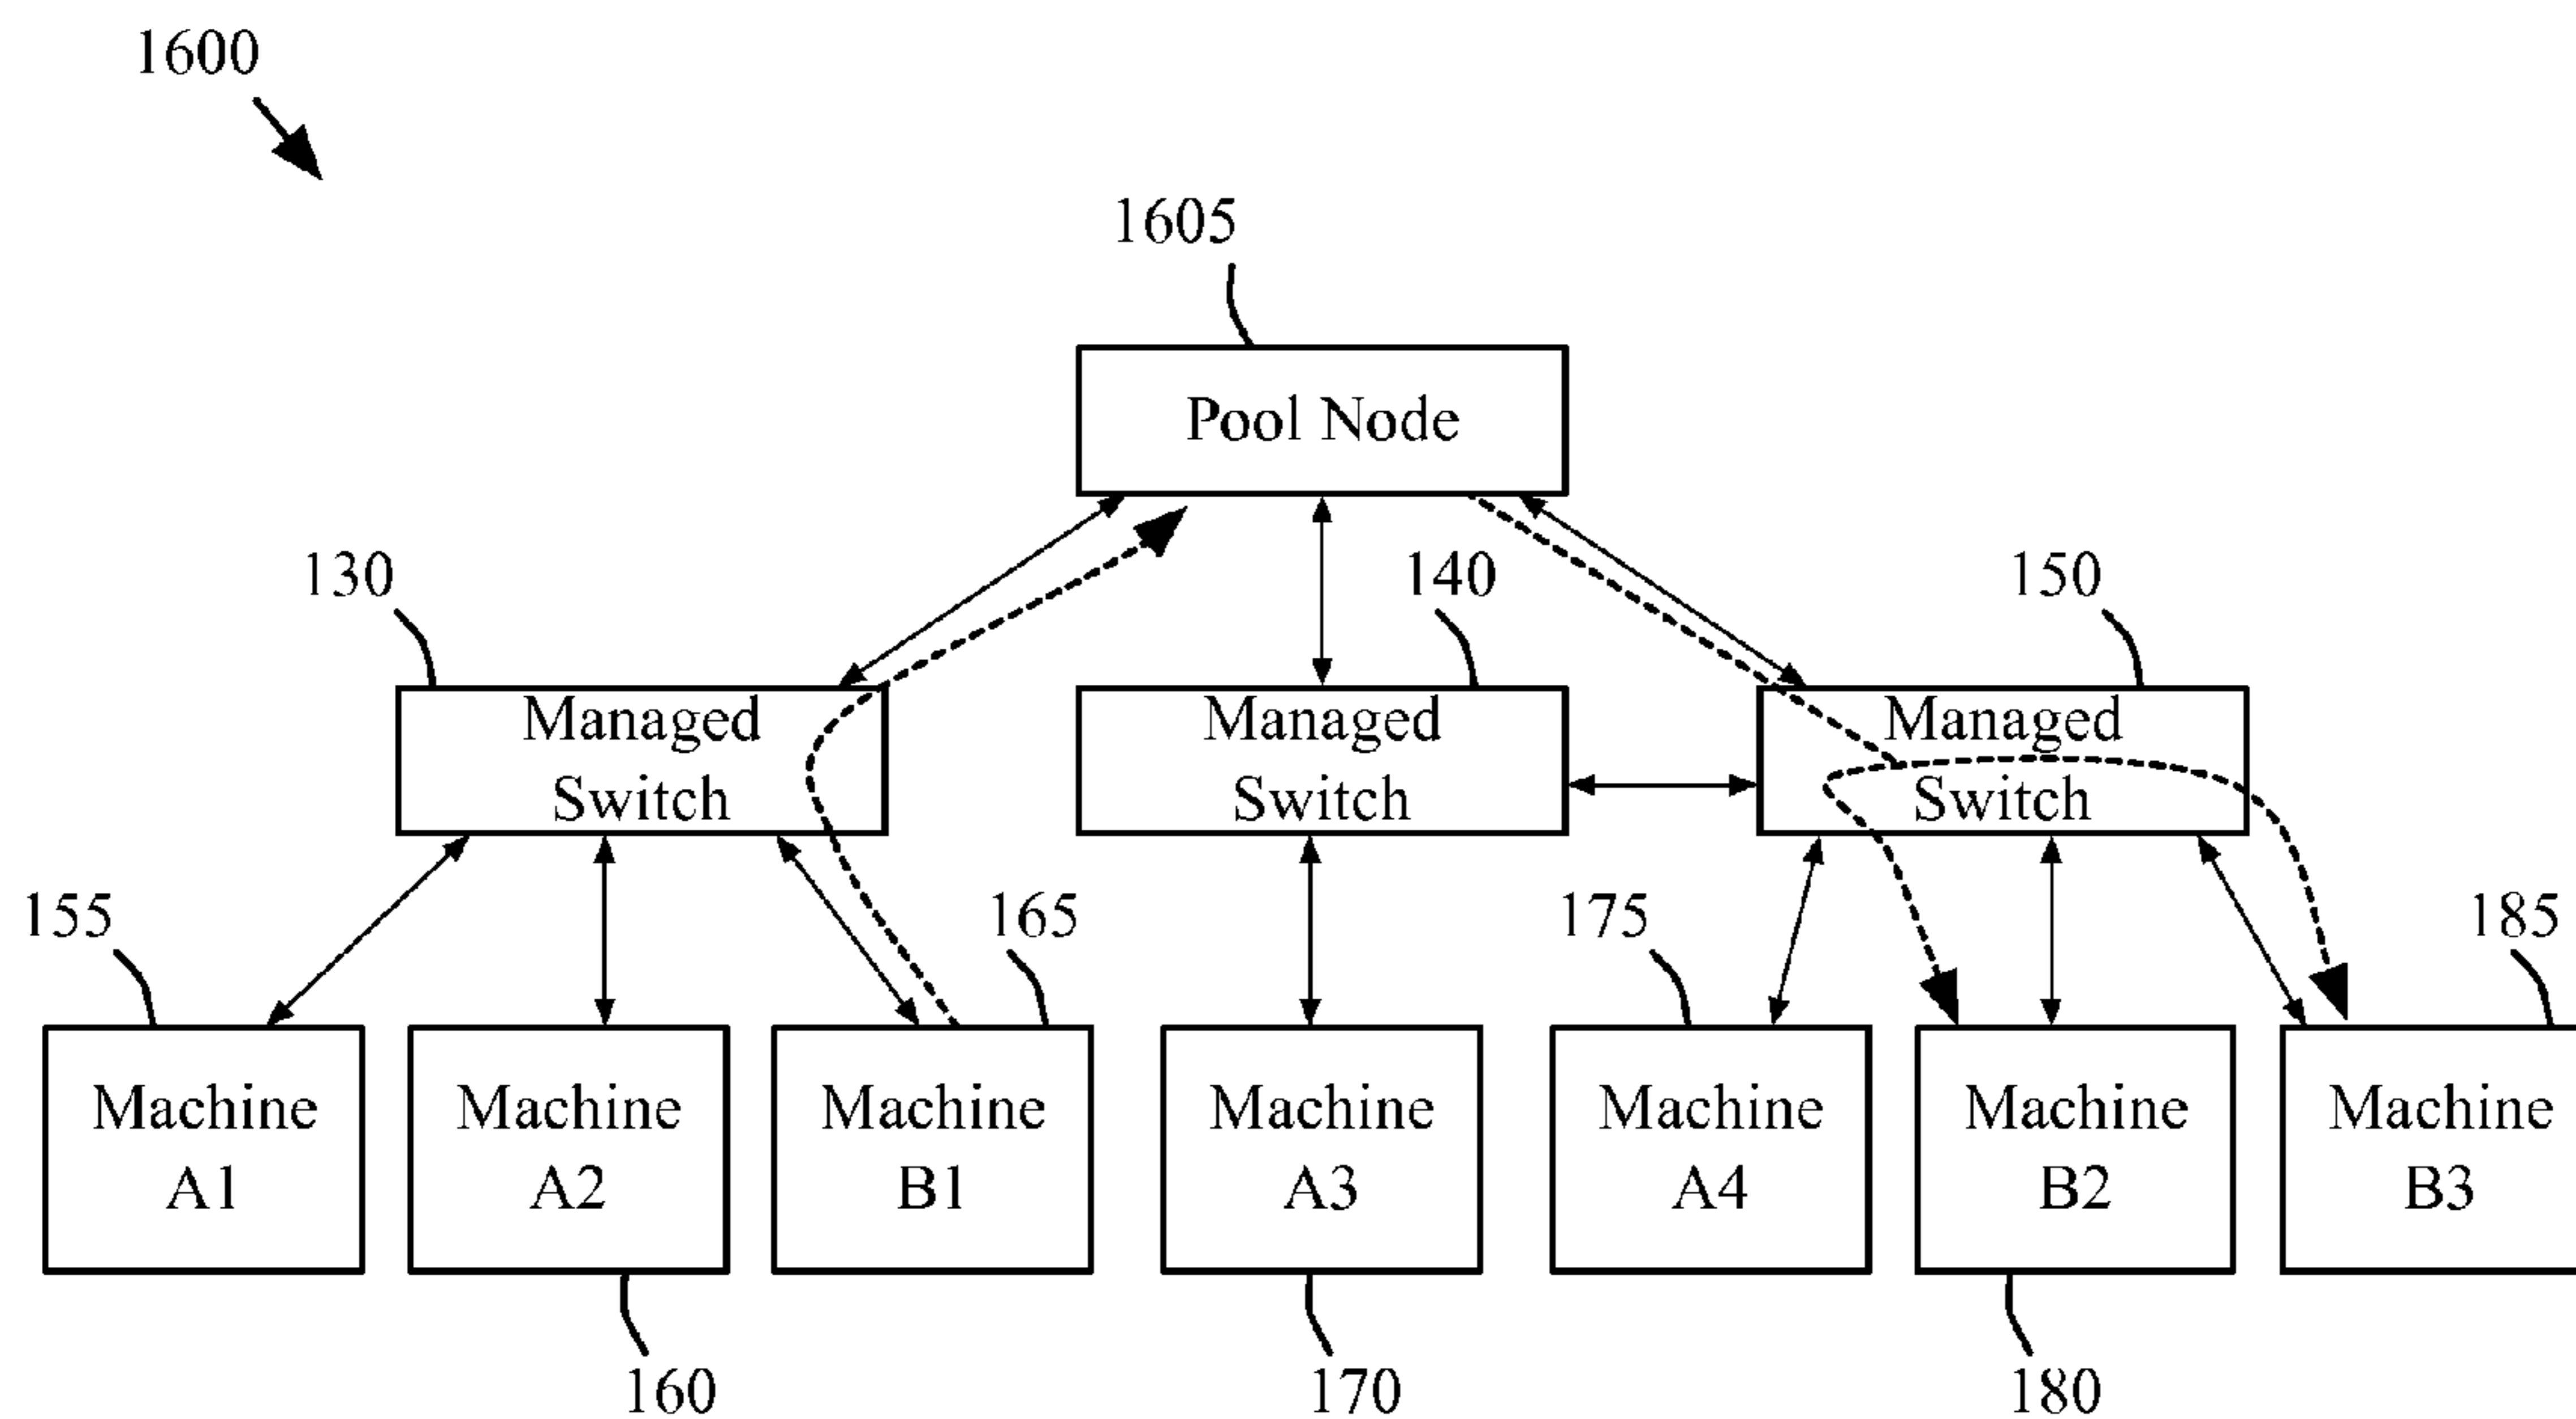 1600
1605
Pool Node
130
140
150
Managed
Switch
Managed
Switch
Managed
Switch
155
165
175
185
Machine
A1
Machine
A2
Machine
B1
Machine
A3
Machine
A4
Machine
B2
Machine
B3
160
170
180